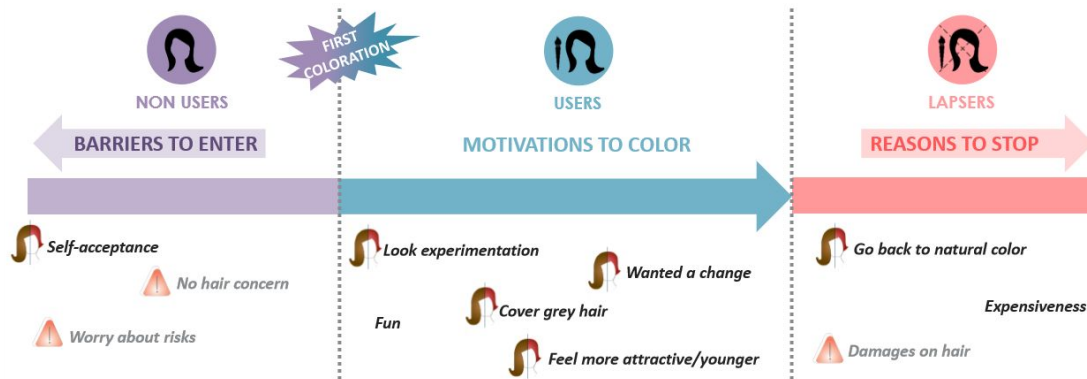 FIRST
COLORATION
NON USERS
USERS
LAPSERS
BARRIERS TO ENTER
MOTIVATIONS TO COLOR
REASONS TO STOP
Self-acceptance
No hair concern
Worry about risks
Look experimentation
Wanted a change
Cover grey hair
Fun
Feel more attractive/younger
Go back to natural color
Expensiveness
Damages on hair